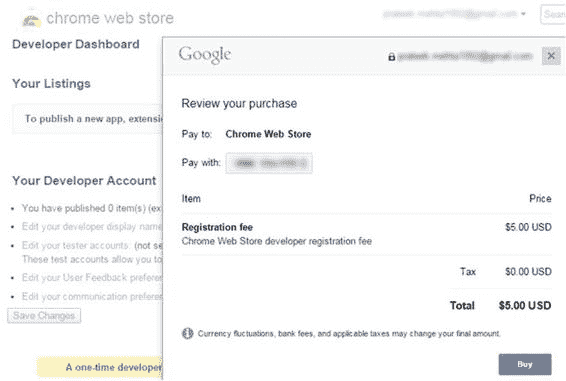 chrome web store
Sear
Developer Dashboard
Google
Your Listings
Review your purchase
To publish a new app, extensi
Pay to: Chrome Web Store
Pay with:
Item Price
Your Developer Account
Registration fee $5.00 USD
Chrome Web Store developer registration fee
You have published 0 item(s) (ex
Edit your developer display name
Edit your tester accounts: (not se
These test accounts allow you to
Tax $0.00 USD
Edit your User Feedback preferen
Edit your communication preferen
Total $5.00 USD
Save Changes
Currency fluctuations, bank fees, and applicable taxes may change your final amount.
A one-time developer
Buy